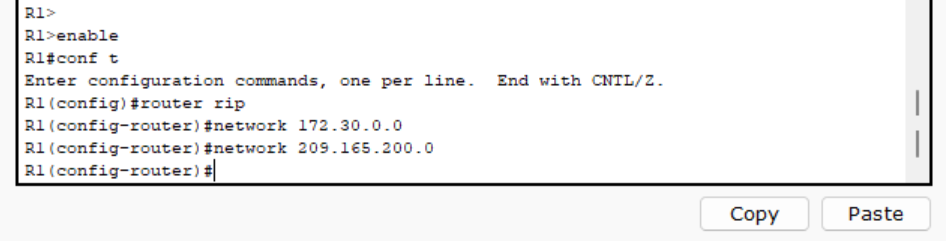 R1>
R1>enable
R1#conf t
Enter configuration commands, one per line.  End with CNTL/Z.
R1(config)#router rip
R1(config-router)#network 172.30.0.0
R1(config-router)#network 209.165.200.0
R1(config-router)#
Copy
Paste